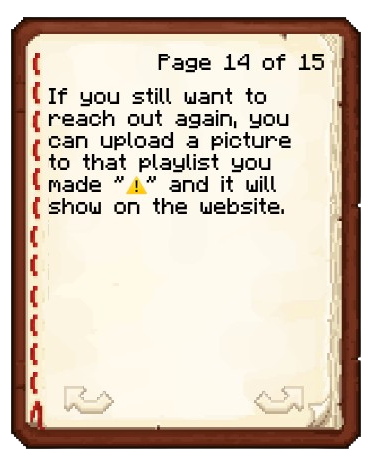 Page 14 of 15
If you still want to
reach out again, you
can upload a picture
to that playlist you
made "⚠️" and it will
show on the website.